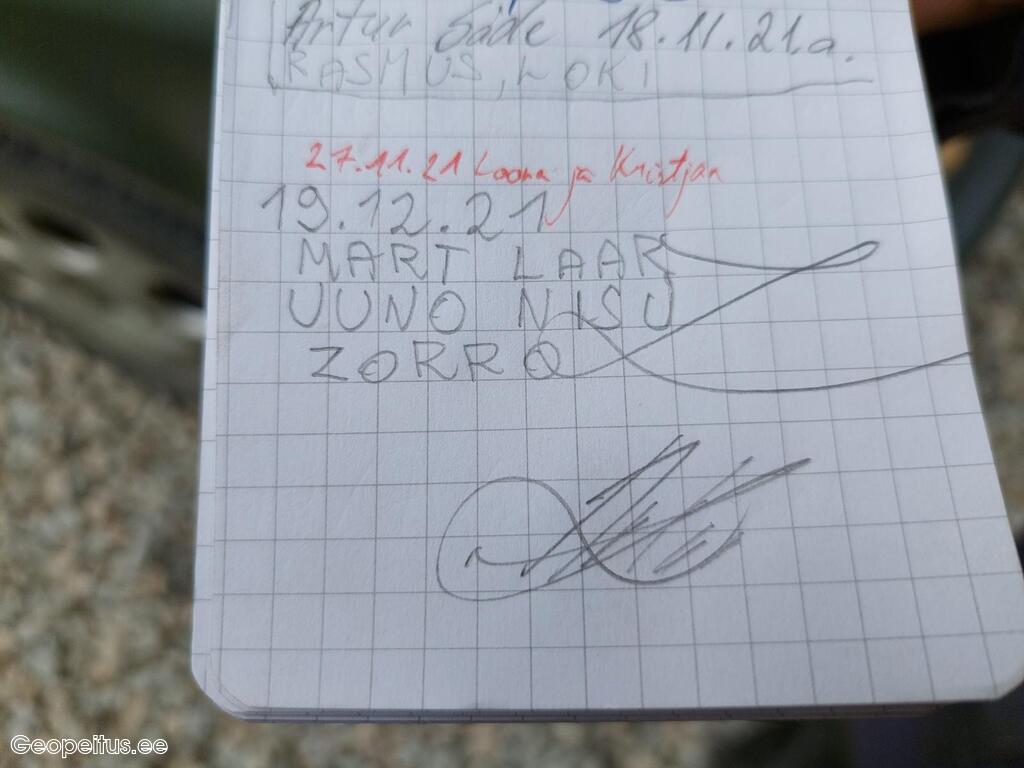 Artur Säde 18.11.21a.
RASMUS, LOKI
27.11.21 Loona ja Kristjan
19.12.21
MART LAAR
UUNO NISU
ZORRO
Geopeitus.ee